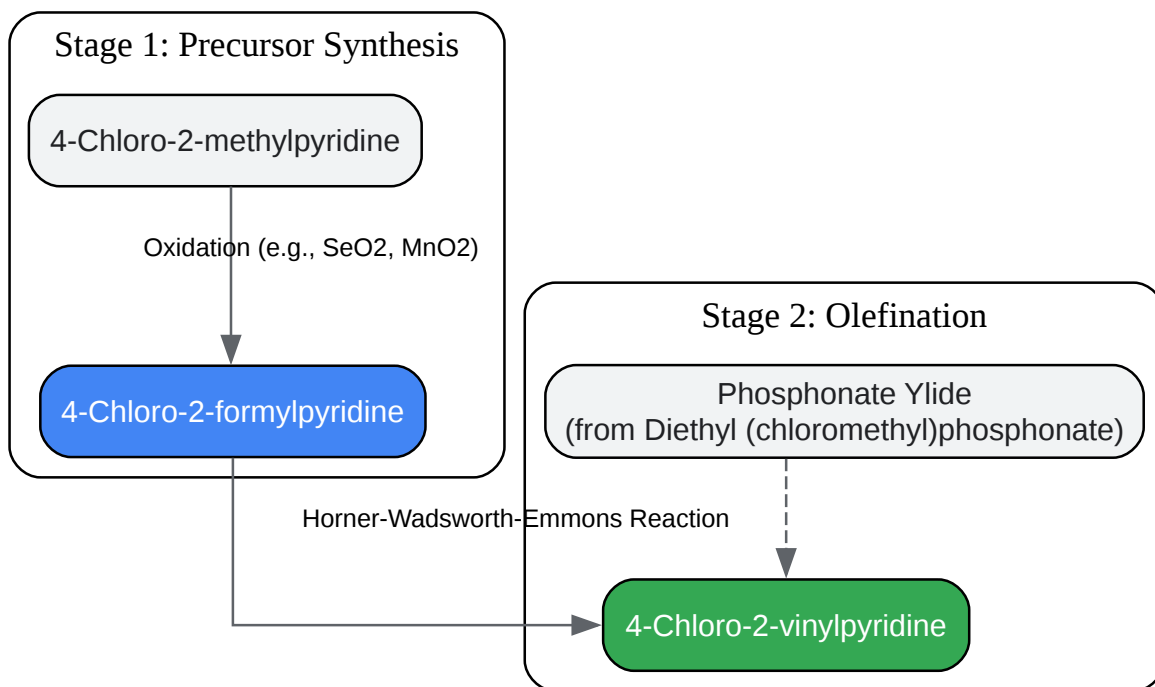 Stage 1: Precursor Synthesis
4-Chloro-2-methylpyridine
Oxidation (e.g., SeO2, MnO2)
4-Chloro-2-formylpyridine
Stage 2: Olefination
Phosphonate Ylide
(from Diethyl (chloromethyl)phosphonate)
Horner-Wadsworth-Emmons Reaction
4-Chloro-2-vinylpyridine